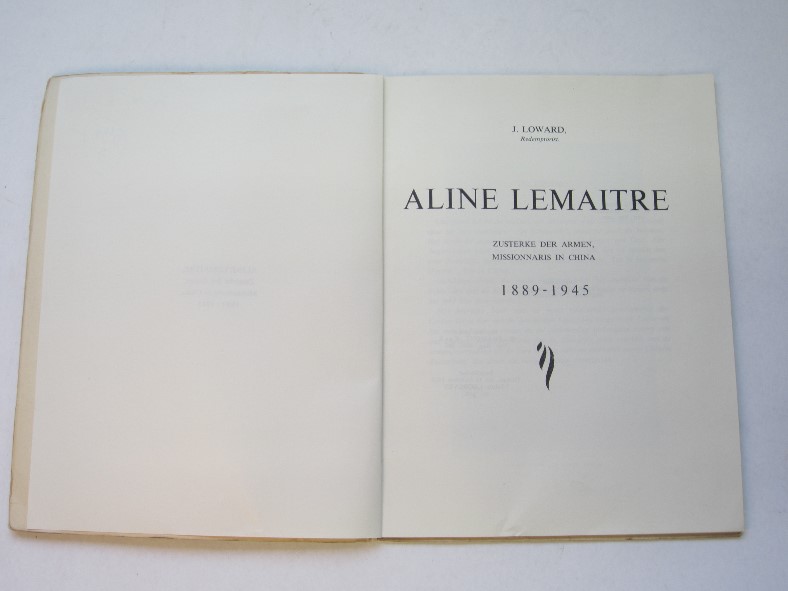 J. LOWARD,
Redemptorist.
ALINE LEMAITRE
ZUSTERKE DER ARMEN,
MISSIONNARIS IN CHINA
1889-1945